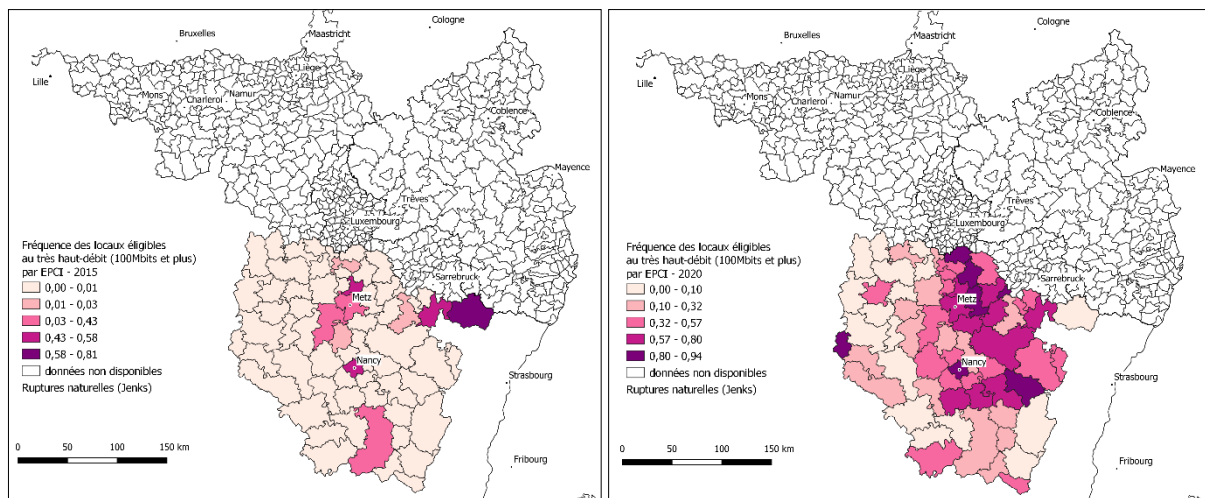 Cologne
Bruxelles
Maastricht
Lille
Liège
Mons
Namur
Charleroi
Coblence
Mayence
Trèves
Luxembourg
Fréquence des locaux éligibles
au très haut-débit (100Mbits et plus)
par EPCI - 2015
0,00 - 0,01
0,01 - 0,03
0,03 - 0,43
0,43 - 0,58
0,58 - 0,81
données non disponibles
Ruptures naturelles (Jenks)
Sarrebruck
Metz
Nancy
Strasbourg
0 50 100 150 km
Fribourg
Cologne
Bruxelles
Maastricht
Lille
Liège
Mons
Namur
Charleroi
Coblence
Mayence
Trèves
Luxembourg
Fréquence des locaux éligibles
au très haut-débit (100Mbits et plus)
par EPCI - 2020
0,00 - 0,10
0,10 - 0,32
0,32 - 0,57
0,57 - 0,80
0,80 - 0,94
données non disponibles
Ruptures naturelles (Jenks)
Sarrebruck
Metz
Nancy
Strasbourg
0 50 100 150 km
Fribourg